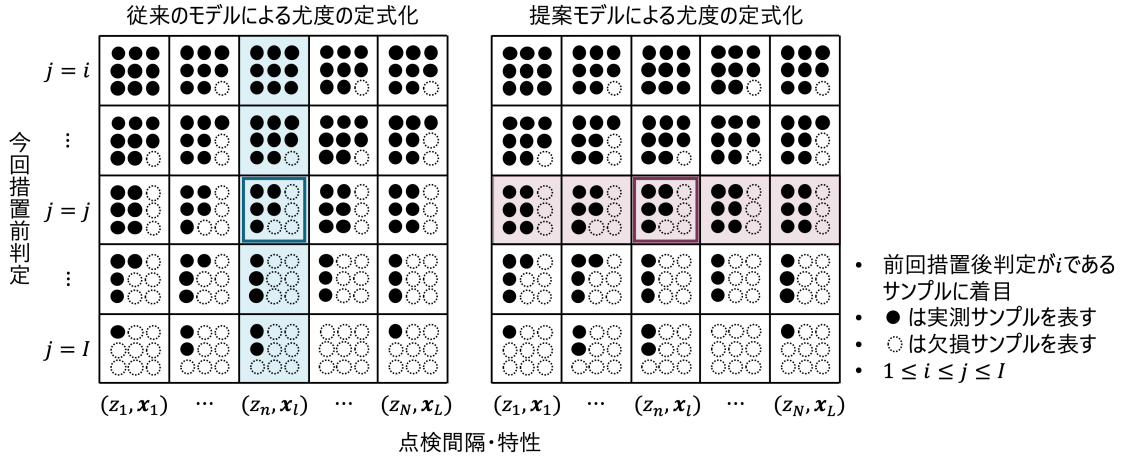 従来のモデルによる尤度の定式化
提案モデルによる尤度の定式化
今回措置前判定
j = i
⋮
j = j
⋮
j = I
(z₁, x₁) ⋯ (zₙ, xₗ) ⋯ (z_N, x_L)
(z₁, x₁) ⋯ (zₙ, xₗ) ⋯ (z_N, x_L)
点検間隔・特性
• 前回措置後判定がiである
サンプルに着目
• ●は実測サンプルを表す
• ◌は欠損サンプルを表す
• 1 ≤ i ≤ j ≤ I